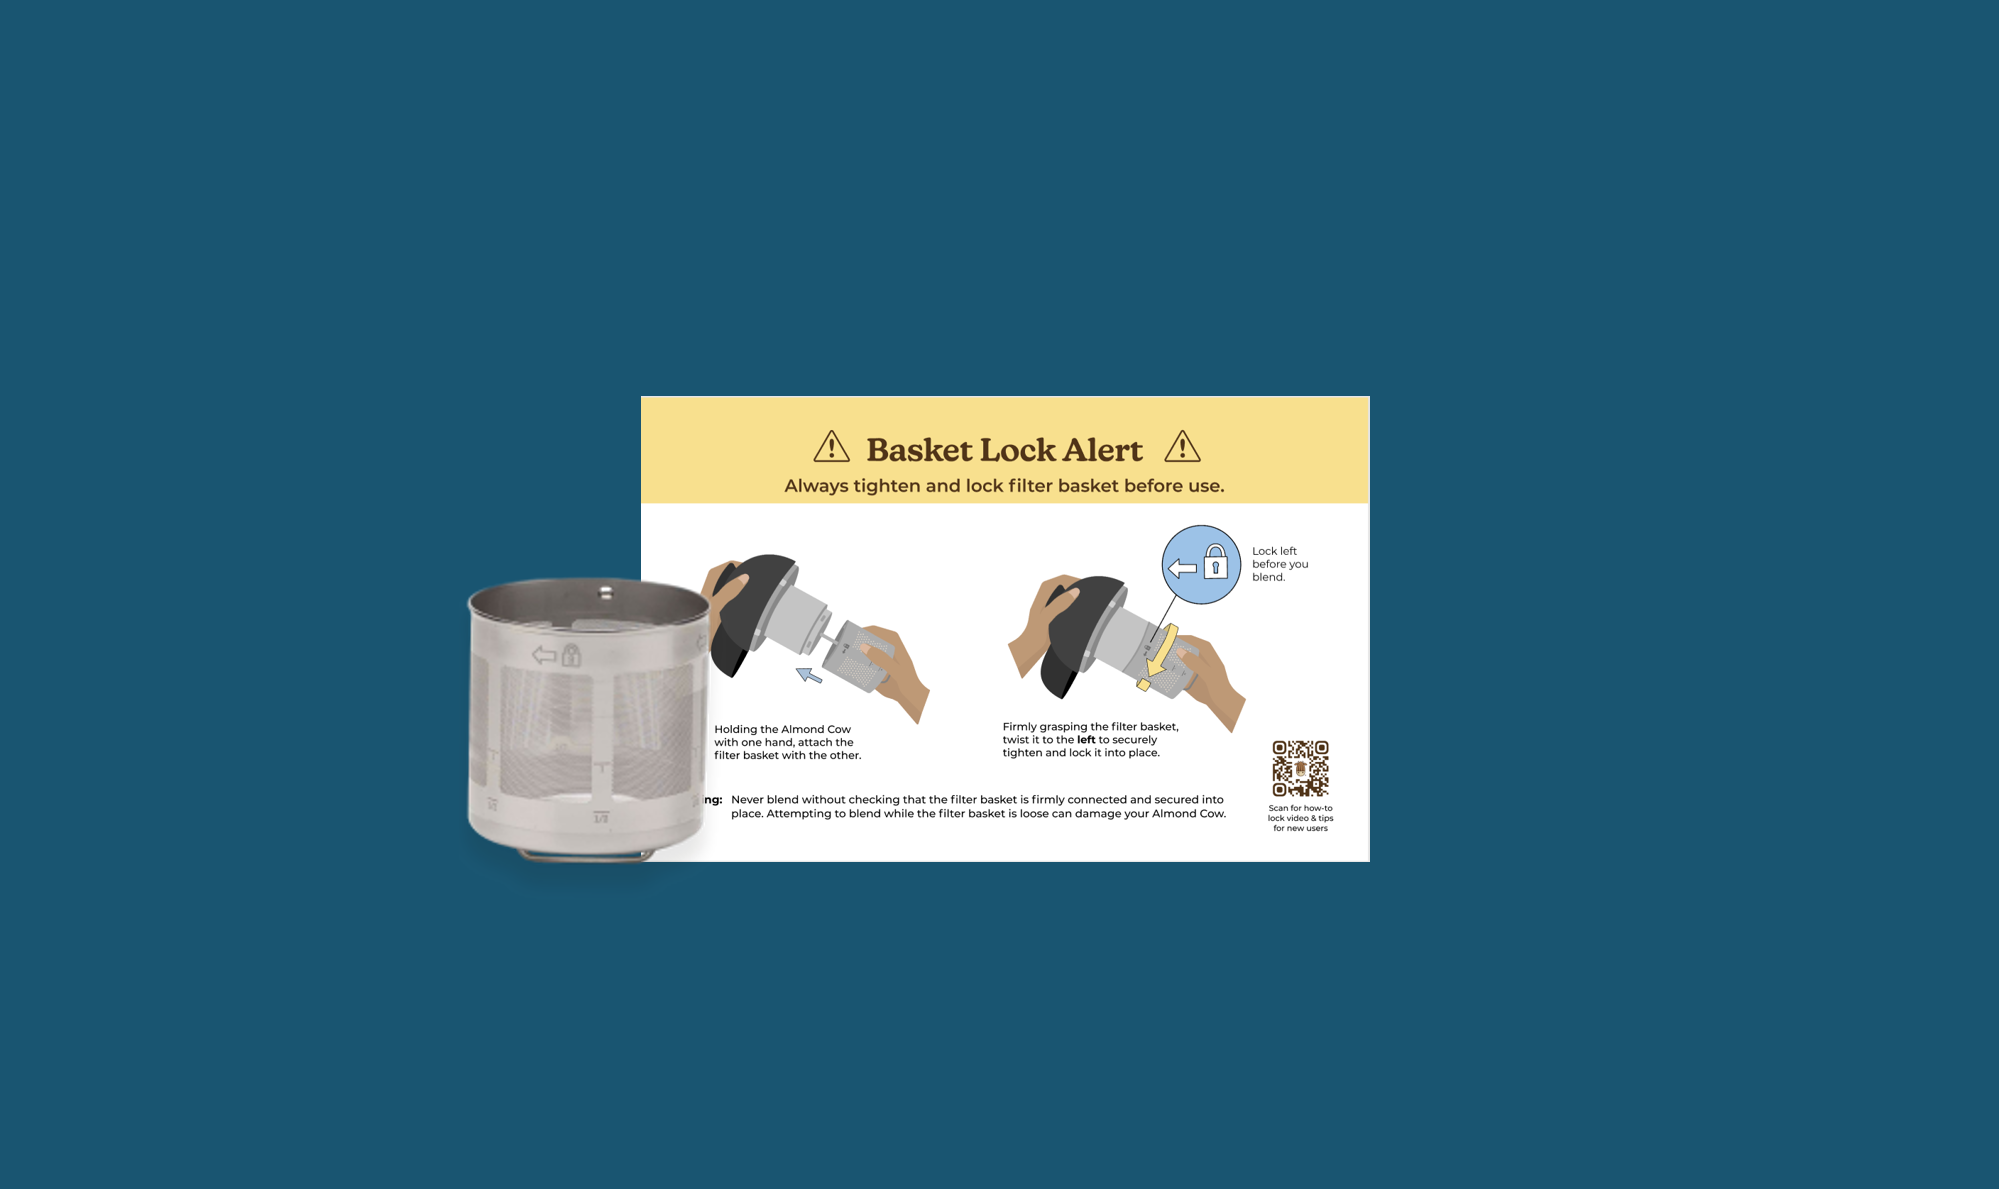 Basket Lock Alert
Always tighten and lock filter basket before use.
Lock left
before you
blend.
Holding the Almond Cow
with one hand, attach the
filter basket with the other.
Firmly grasping the filter basket,
twist it to the left to securely
tighten and lock it into place.
ing: Never blend without checking that the filter basket is firmly connected and secured into
place. Attempting to blend while the filter basket is loose can damage your Almond Cow.
Scan for how-to
lock video & tips
for new users